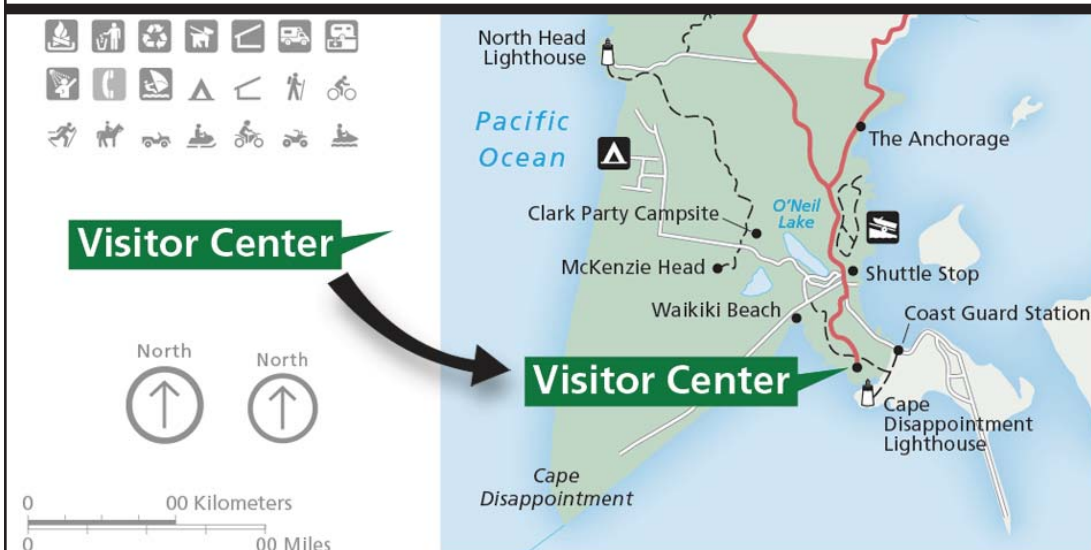 Visitor Center
North
North
0
00 Kilometers
0
00 Miles
North Head
Lighthouse
Pacific
Ocean
The Anchorage
Clark Party Campsite
O'Neil
Lake
McKenzie Head
Shuttle Stop
Waikiki Beach
Coast Guard Station
Visitor Center
Cape
Disappointment
Lighthouse
Cape
Disappointment